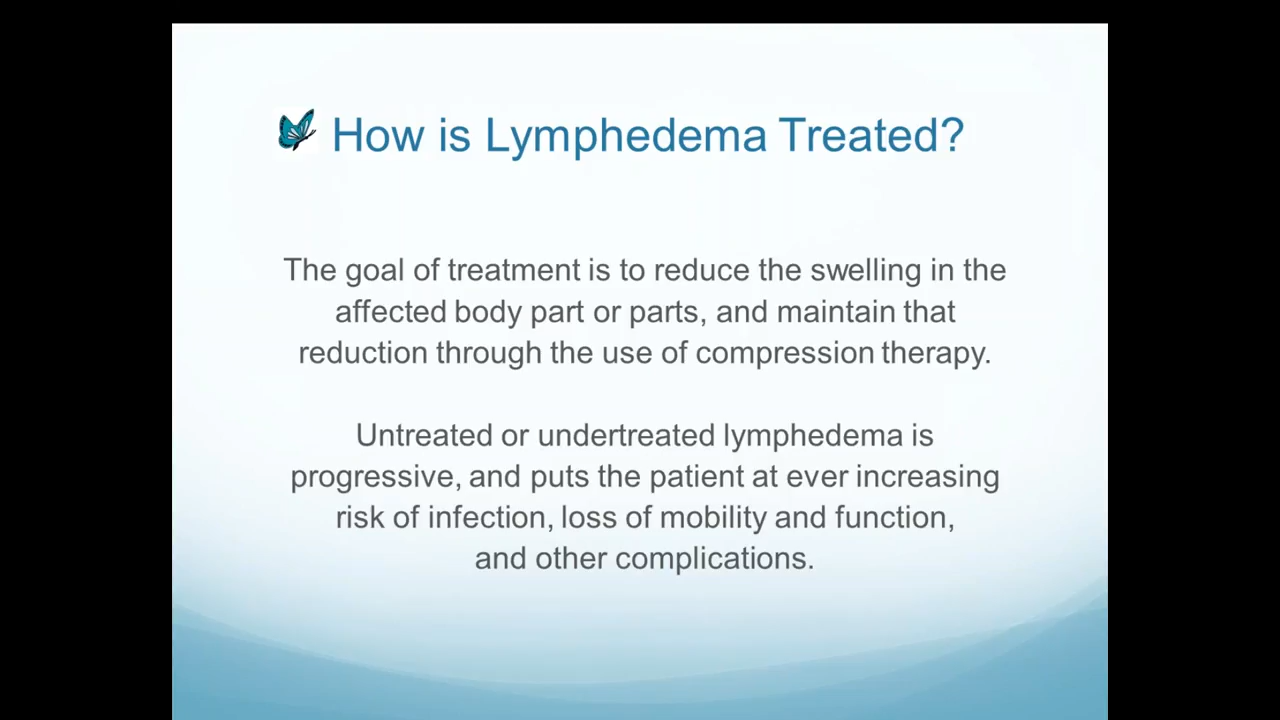 How is Lymphedema Treated?
The goal of treatment is to reduce the swelling in the
affected body part or parts, and maintain that
reduction through the use of compression therapy.
Untreated or undertreated lymphedema is
progressive, and puts the patient at ever increasing
risk of infection, loss of mobility and function,
and other complications.